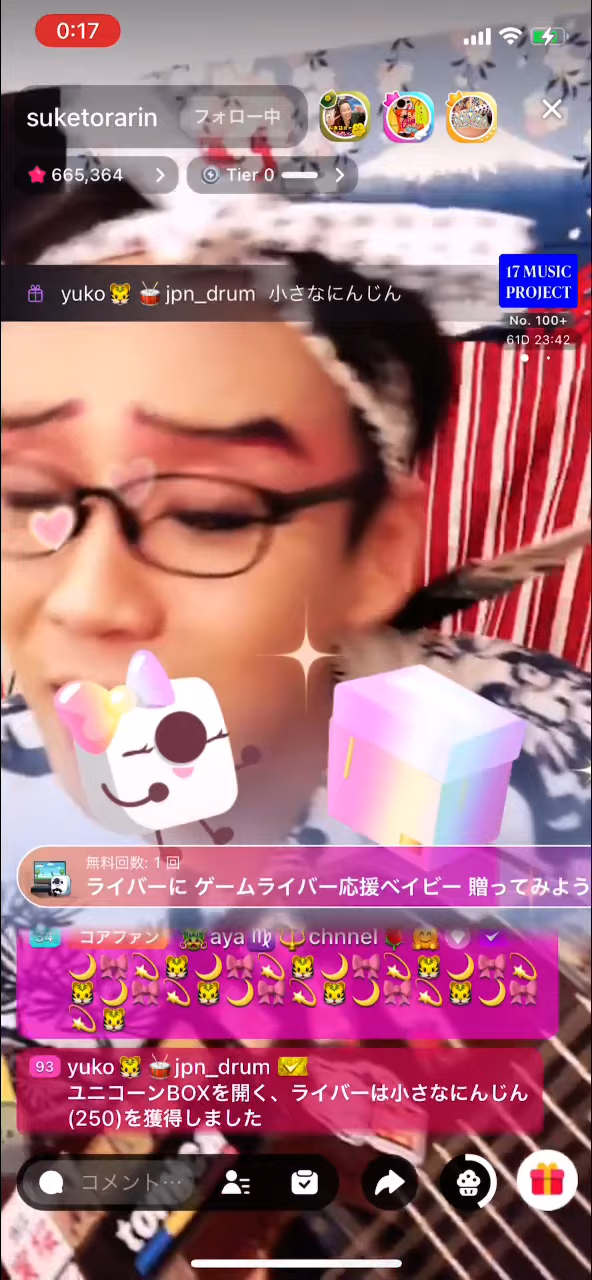 0:17
suketorarin フォロー中
665,364
Tier 0
yuko🐯🥁jpn_drum 小さなにんじん
17 MUSIC
PROJECT
No. 100+
61D 23:42
無料回数: 1 回
ライバーに ゲームライバー応援ベイビー 贈ってみよう
94 コアファン 🐲aya♍🔱chnnel🌹🤗
🌙🎀💫🐯🌙🎀💫🐯🌙🎀💫🐯🌙🎀💫
🐯🌙🎀💫🐯🌙🎀💫🐯🌙🎀💫🐯🌙🎀
💫🐯
93 yuko🐯🥁jpn_drum
ユニコーンBOXを開く、ライバーは小さなにんじん
(250)を獲得しました
コメント…